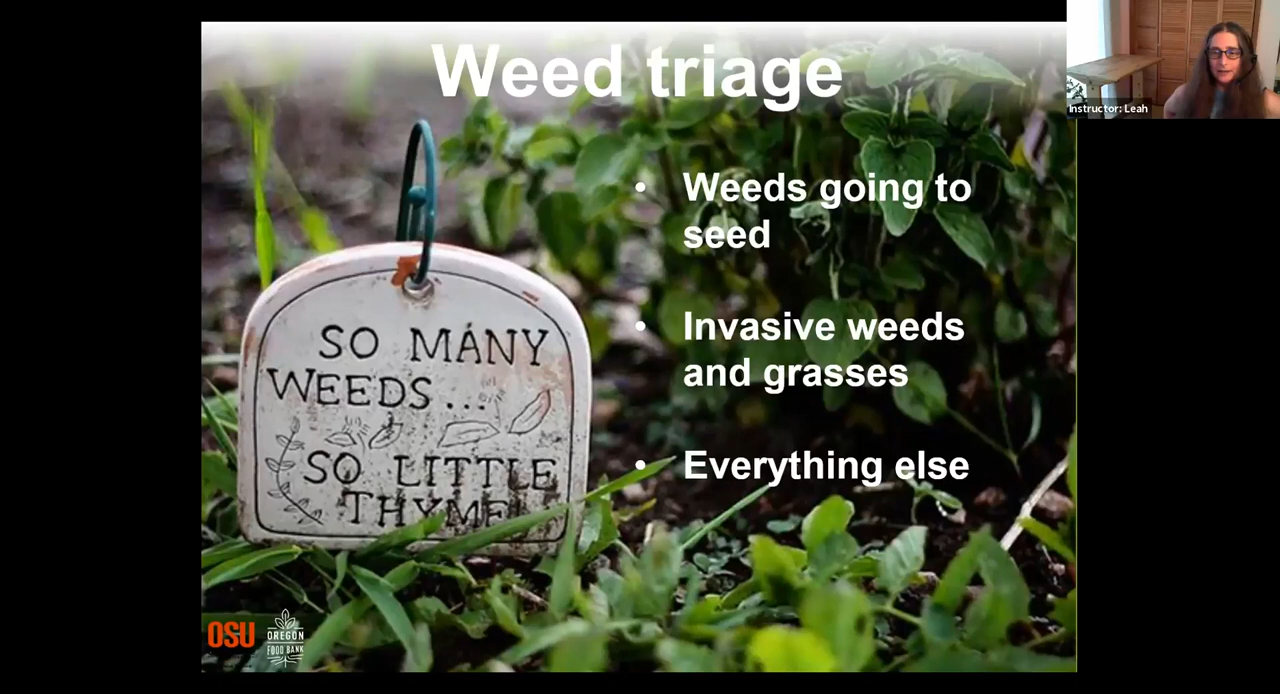 Weed triage
Instructor: Leah
• Weeds going to
seed
• Invasive weeds
and grasses
• Everything else
SO MANY
WEEDS...
SO LITTLE
THYME
OSU
OREGON
FOOD BANK